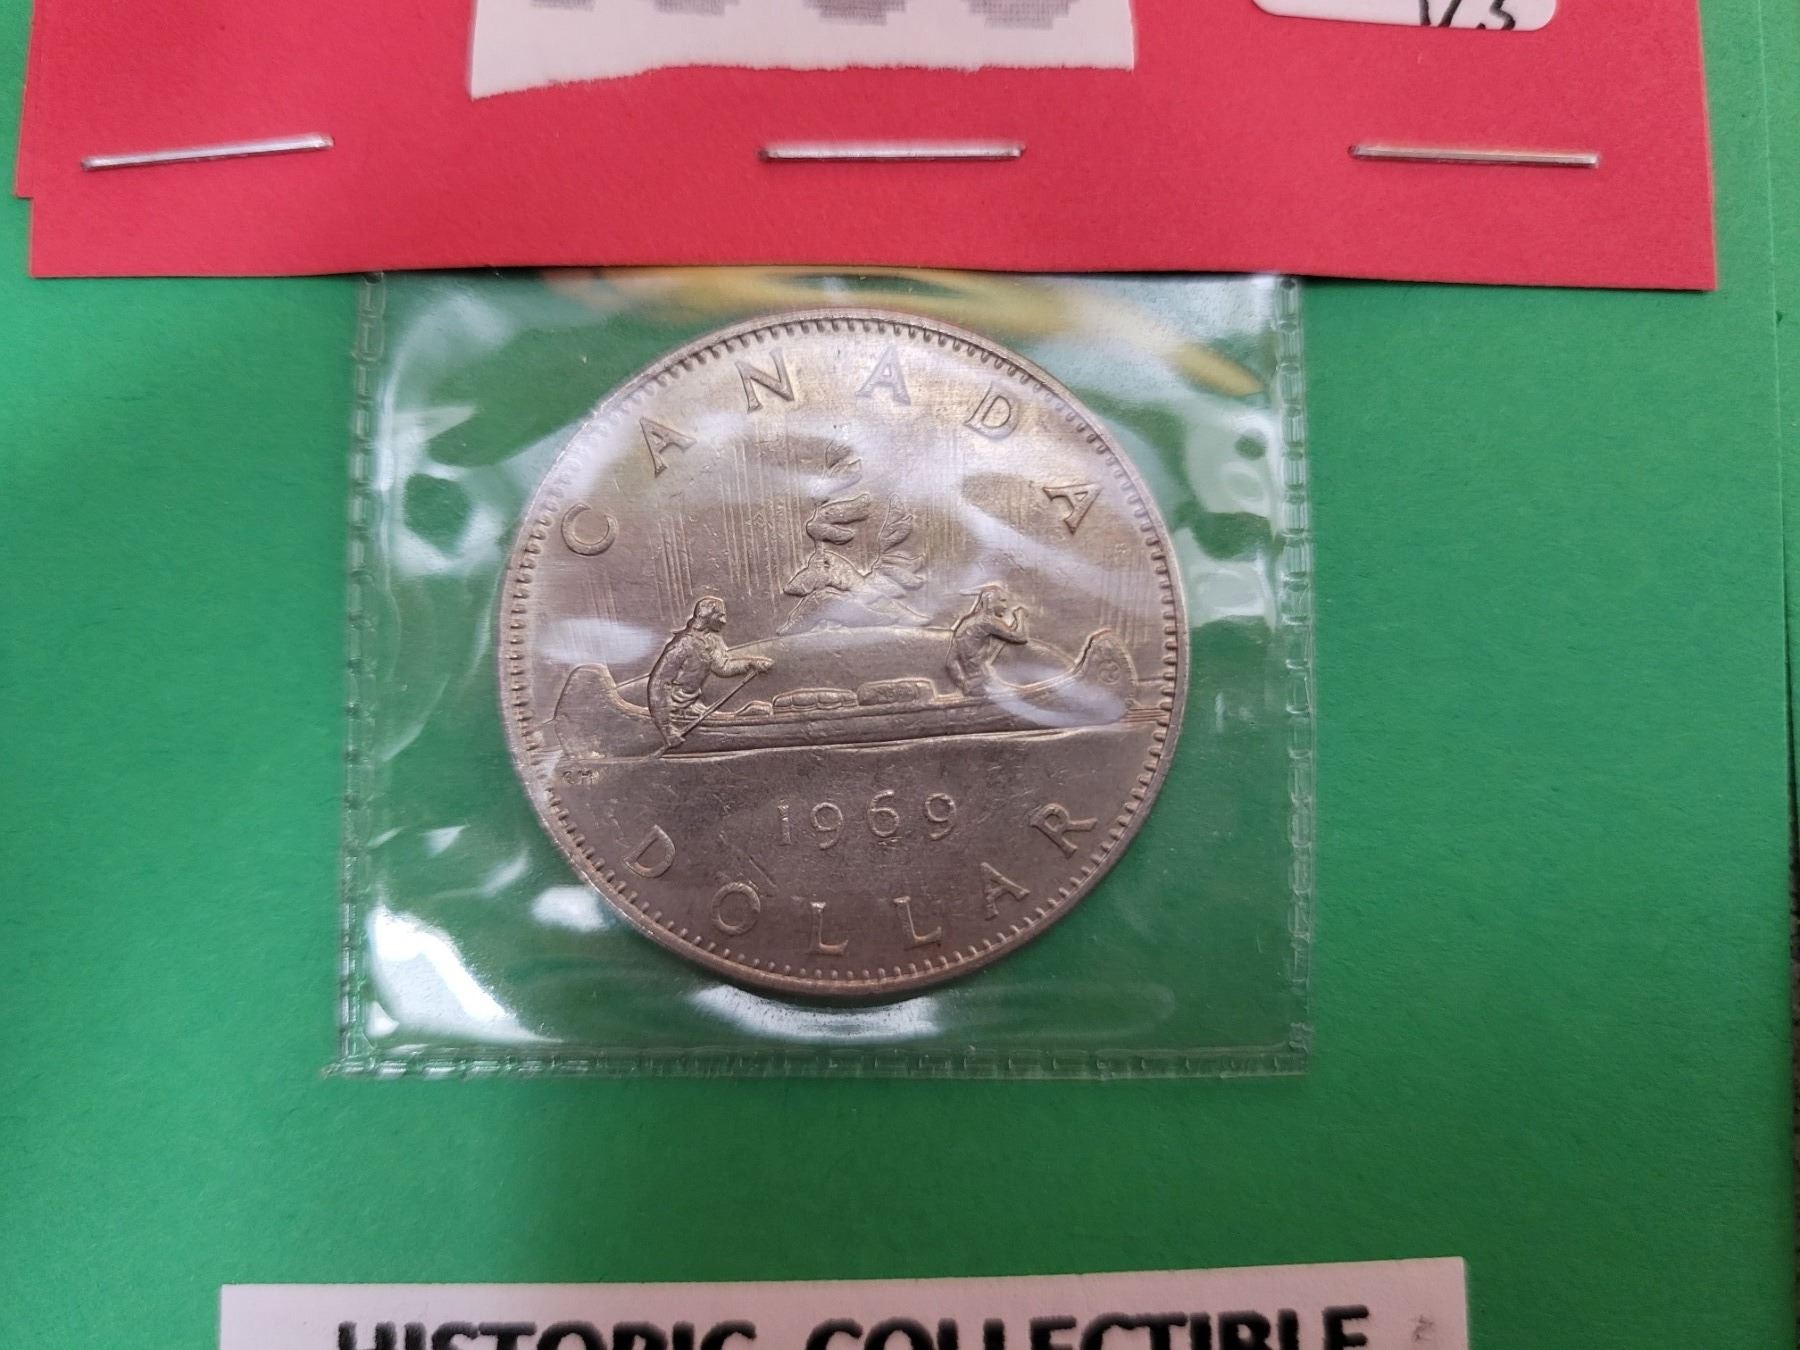 CANADA
1969
DOLLAR
HISTORIC COLLECTIBLE